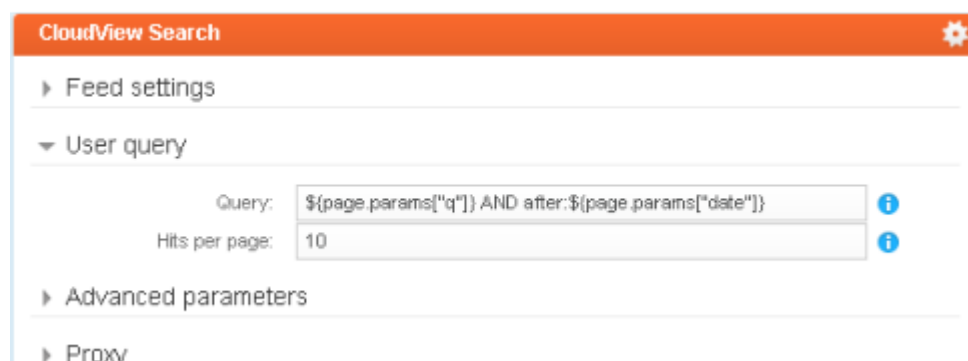 CloudView Search
Feed settings
User query
Query: ${page.params["q"]} AND after:${page.params["date"]}
Hits per page: 10
Advanced parameters
Proxy